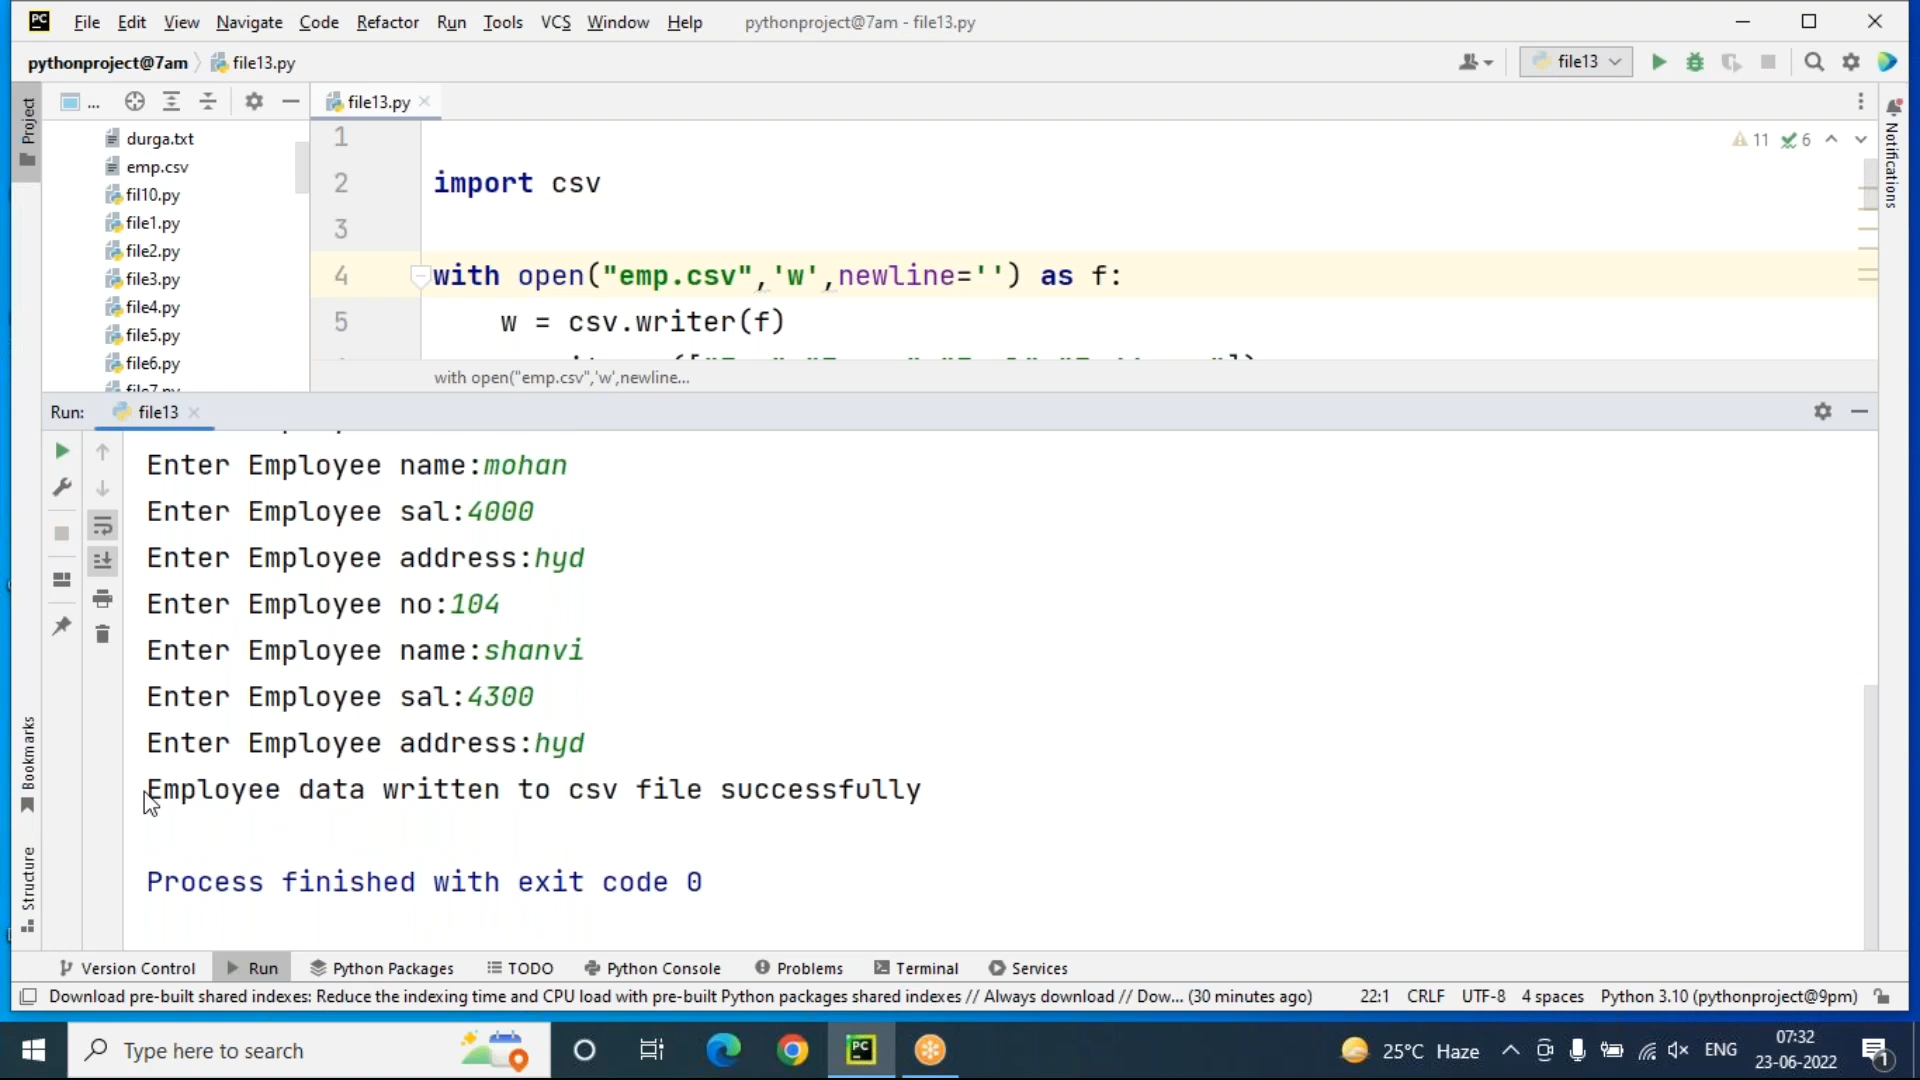 PC File Edit View Navigate Code Refactor Run Tools VCS Window Help pythonproject@7am - file13.py
pythonproject@7am file13.py file13
Project ... file13.py
Notifications
durga.txt
emp.csv
fil10.py
file1.py
file2.py
file3.py
file4.py
file5.py
file6.py
file7.py
11 6
1
2 import csv
3
4 with open("emp.csv",'w',newline='') as f:
5 w = csv.writer(f)
with open("emp.csv",'w',newline...
Run: file13
Enter Employee name:mohan
Enter Employee sal:4000
Enter Employee address:hyd
Enter Employee no:104
Enter Employee name:shanvi
Enter Employee sal:4300
Enter Employee address:hyd
Employee data written to csv file successfully
Process finished with exit code 0
Bookmarks
Structure
Version Control Run Python Packages TODO Python Console Problems Terminal Services
Download pre-built shared indexes: Reduce the indexing time and CPU load with pre-built Python packages shared indexes // Always download // Dow... (30 minutes ago) 22:1 CRLF UTF-8 4 spaces Python 3.10 (pythonproject@9pm)
Type here to search PC 25°C Haze ENG 07:32
23-06-2022 1